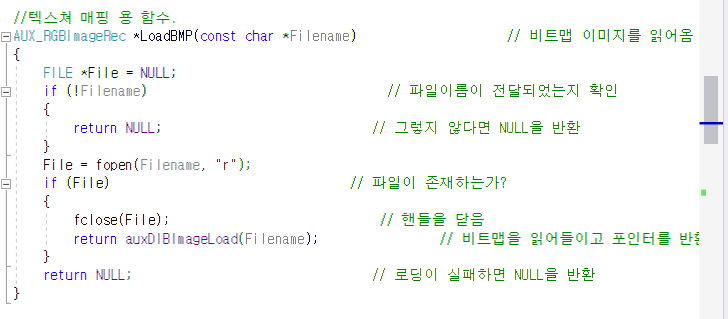 //텍스쳐 매핑 용 함수.
AUX_RGBImageRec *LoadBMP(const char *Filename) // 비트맵 이미지를 읽어옴
{
FILE *File = NULL;
if (!Filename) // 파일이름이 전달되었는지 확인
{
return NULL; // 그렇지 않다면 NULL을 반환
}
File = fopen(Filename, "r");
if (File) // 파일이 존재하는가?
{
fclose(File); // 핸들을 닫음
return auxDIBImageLoad(Filename); // 비트맵을 읽어들이고 포인터를 반환
}
return NULL; // 로딩이 실패하면 NULL을 반환
}